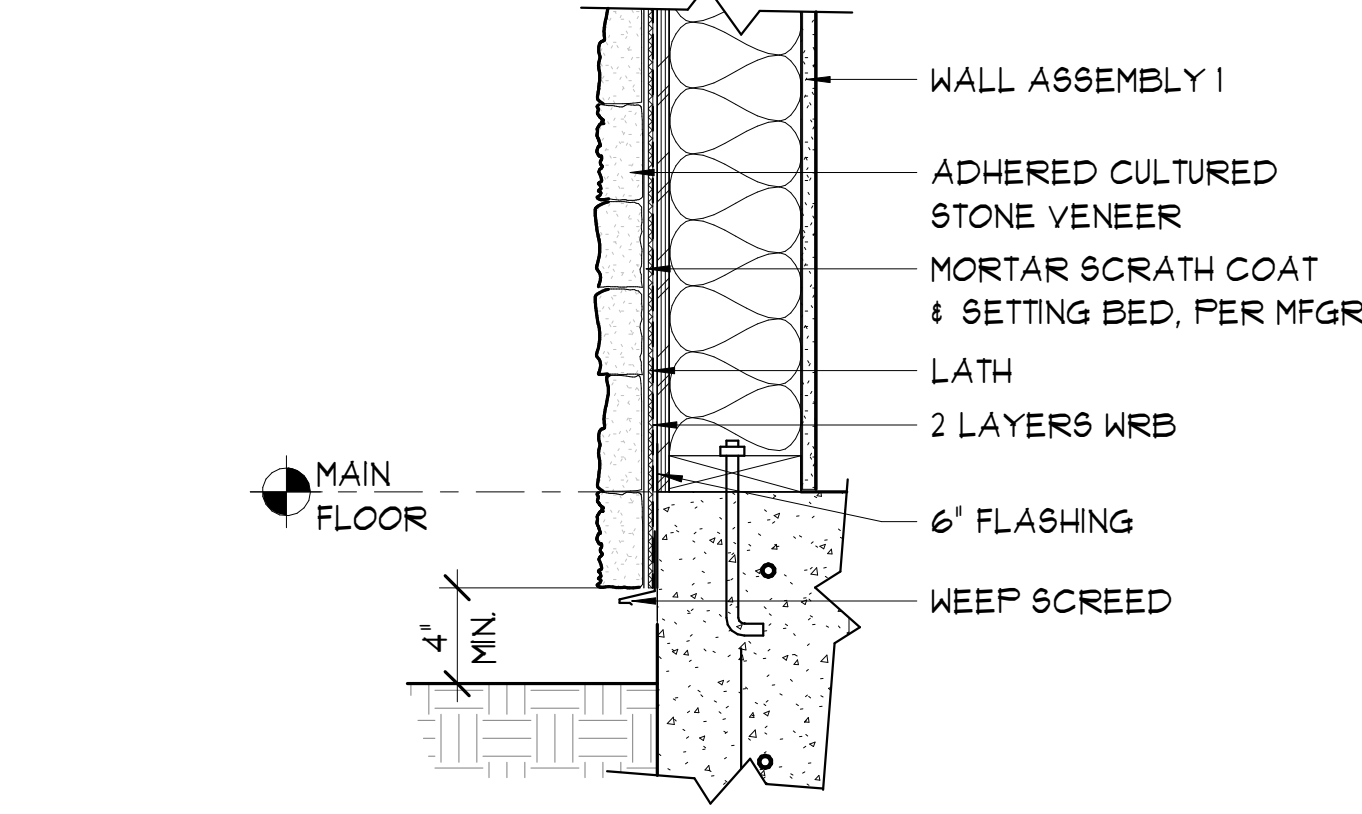 WALL ASSEMBLY 1
ADHERED CULTURED
STONE VENEER
MORTAR SCRATH COAT
& SETTING BED, PER MFGR
LATH
2 LAYERS WRB
MAIN
FLOOR
6" FLASHING
WEEP SCREED
4"
MIN.